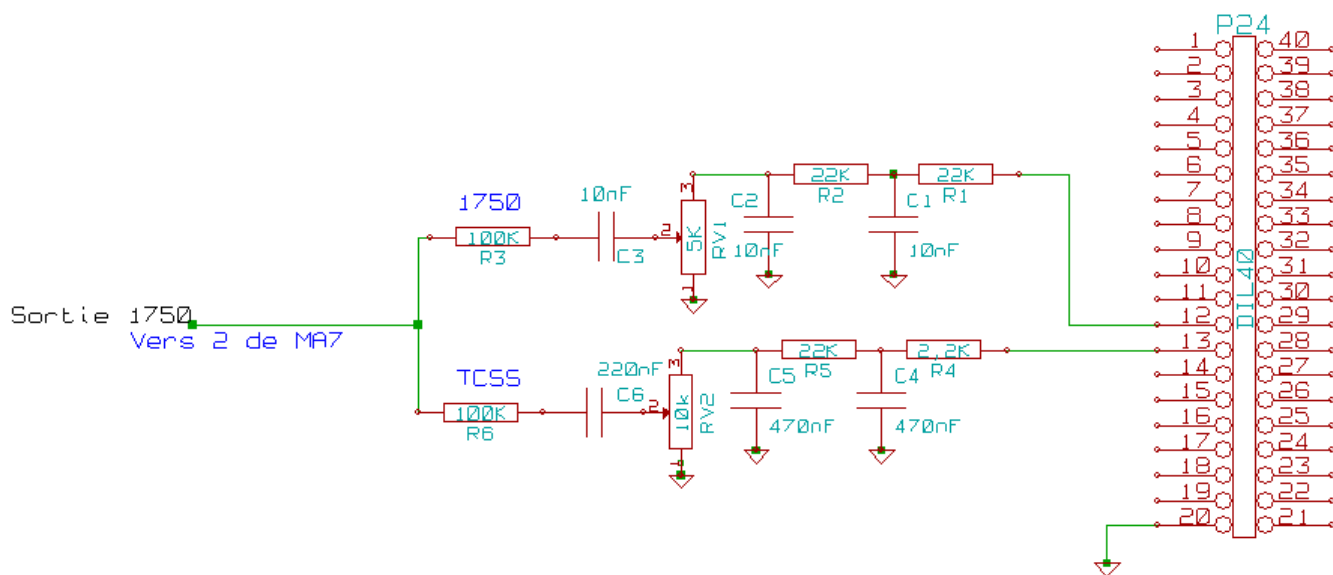 P24
1 40
2 39
3 38
4 37
5 36
6 35
7 34
8 33
9 32
10 31
11 30
12 29
13 28
14 27
15 26
16 25
17 24
18 23
19 22
20 21
DIL40
1750
100K
R3
10nF
C3
3
2
1
5K
RV1
C2
10nF
22K
R2
C1
10nF
22K
R1
Sortie 1750
Vers 2 de MA7
TCSS
100K
R6
220nF
C6
3
2
1
10k
RV2
C5
470nF
22K
R5
C4
470nF
2,2K
R4